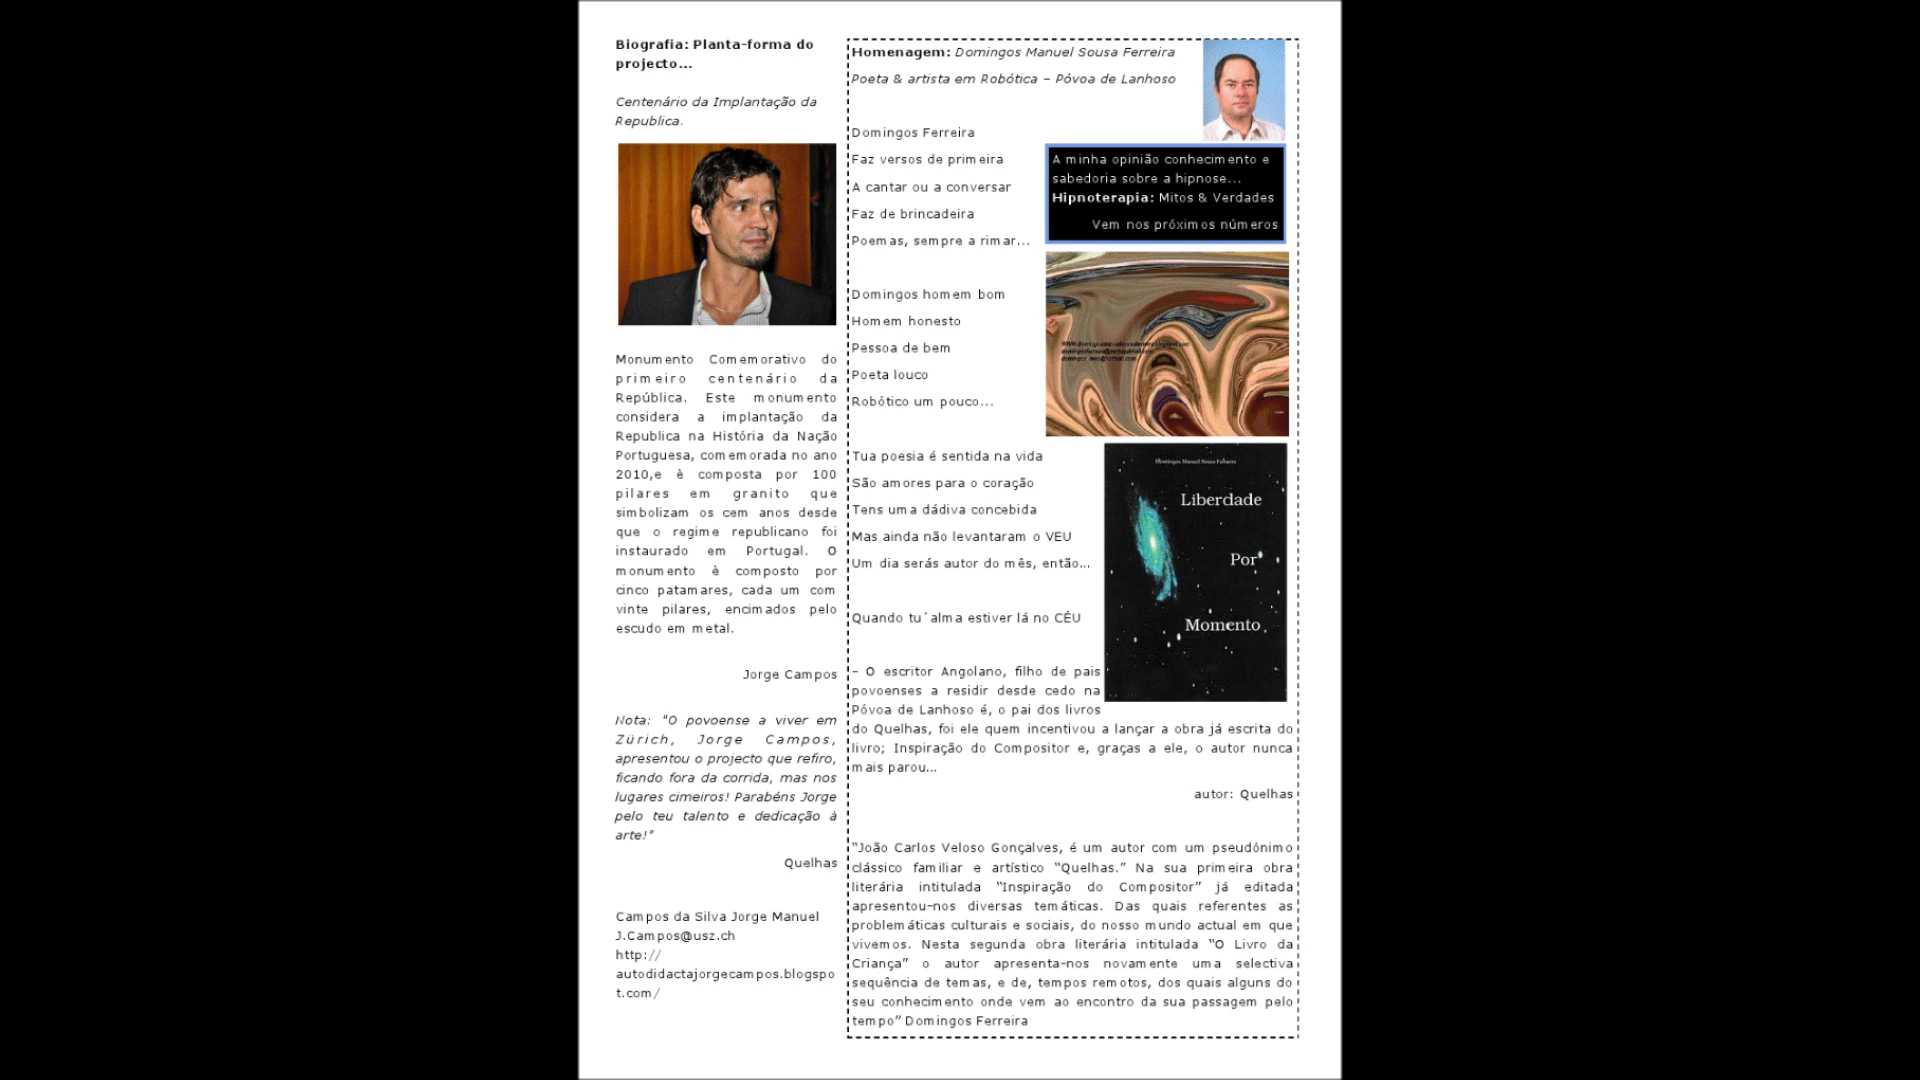 Biografia: Planta-forma do
projecto...
Centenário da Implantação da
Republica.
Monumento Comemorativo do
primeiro centenário da
República. Este monumento
considera a implantação da
Republica na História da Nação
Portuguesa, comemorada no ano
2010,e è composta por 100
pilares em granito que
simbolizam os cem anos desde
que o regime republicano foi
instaurado em Portugal. O
monumento è composto por
cinco patamares, cada um com
vinte pilares, encimados pelo
escudo em metal.
Jorge Campos
Nota: "O povoense a viver em
Zürich, Jorge Campos,
apresentou o projecto que refiro,
ficando fora da corrida, mas nos
lugares cimeiros! Parabéns Jorge
pelo teu talento e dedicação à
arte!"
Quelhas
Campos da Silva Jorge Manuel
J.Campos@usz.ch
http://
autodidactajorgecampos.blogspo
t.com/
Homenagem: Domingos Manuel Sousa Ferreira
Poeta & artista em Robótica – Póvoa de Lanhoso
Domingos Ferreira
Faz versos de primeira
A cantar ou a conversar
Faz de brincadeira
Poemas, sempre a rimar...
A minha opinião conhecimento e
sabedoria sobre a hipnose...
Hipnoterapia: Mitos & Verdades
Vem nos próximos números
Domingos homem bom
Homem honesto
Pessoa de bem
Poeta louco
Robótico um pouco...
Tua poesia é sentida na vida
São amores para o coração
Tens uma dádiva concebida
Mas ainda não levantaram o VEU
Um dia serás autor do mês, então...
Quando tu´alma estiver lá no CÉU
Domingos Manuel Sousa Ferreira
Liberdade
Por
Momento
– O escritor Angolano, filho de pais
povoenses a residir desde cedo na
Póvoa de Lanhoso é, o pai dos livros
do Quelhas, foi ele quem incentivou a lançar a obra já escrita do
livro; Inspiração do Compositor e, graças a ele, o autor nunca
mais parou...
autor: Quelhas
“João Carlos Veloso Gonçalves, é um autor com um pseudónimo
clássico familiar e artístico “Quelhas.” Na sua primeira obra
literária intitulada “Inspiração do Compositor” já editada
apresentou-nos diversas temáticas. Das quais referentes as
problemáticas culturais e sociais, do nosso mundo actual em que
vivemos. Nesta segunda obra literária intitulada “O Livro da
Criança” o autor apresenta-nos novamente uma selectiva
sequência de temas, e de, tempos remotos, dos quais alguns do
seu conhecimento onde vem ao encontro da sua passagem pelo
tempo” Domingos Ferreira